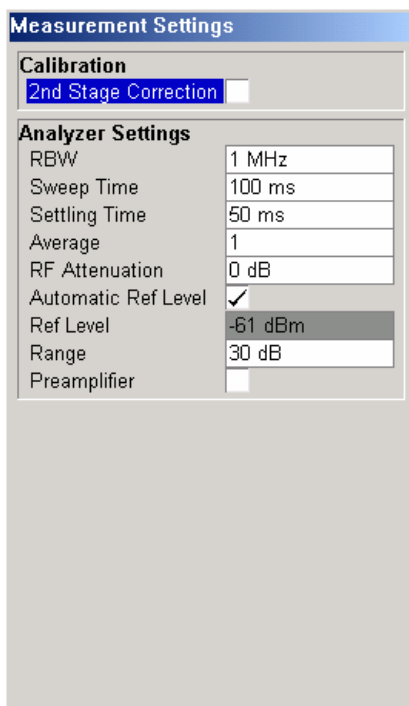 Measurement Settings
Calibration
2nd Stage Correction
Analyzer Settings
RBW 1 MHz
Sweep Time 100 ms
Settling Time 50 ms
Average 1
RF Attenuation 0 dB
Automatic Ref Level ✓
Ref Level -61 dBm
Range 30 dB
Preamplifier